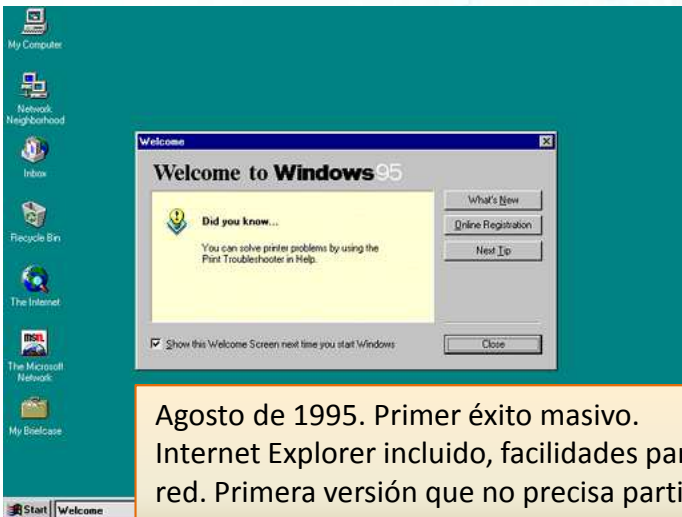 My Computer
Network
Neighborhood
Inbox
Recycle Bin
The Internet
msn.
The Microsoft
Network
My Briefcase
Welcome
Welcome to Windows95
Did you know...
You can solve printer problems by using the
Print Troubleshooter in Help.
What's New
Online Registration
Next Tip
Show this Welcome Screen next time you start Windows
Close
Agosto de 1995. Primer éxito masivo.
Internet Explorer incluido, facilidades
red. Primera versión que no precisa
Start Welcome